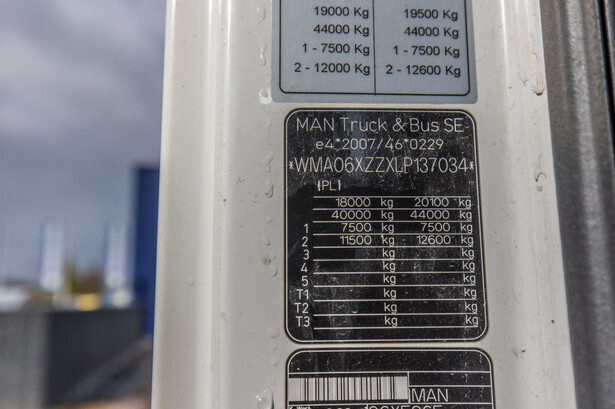 19000 Kg 19500 Kg
44000 Kg 44000 Kg
1 - 7500 Kg 1 - 7500 Kg
2 - 12000 Kg 2 - 12600 Kg
MAN Truck & Bus SE
e4*2007/46*0229
*WMA06XZZXLP137034*
(PL)
18000 kg 20100 kg
40000 kg 44000 kg
1 7500 kg 7500 kg
2 11500 kg - 12600 kg
3 kg kg
4 kg kg
5 kg kg
T1 kg kg
T2 kg kg
T3 kg kg
MAN